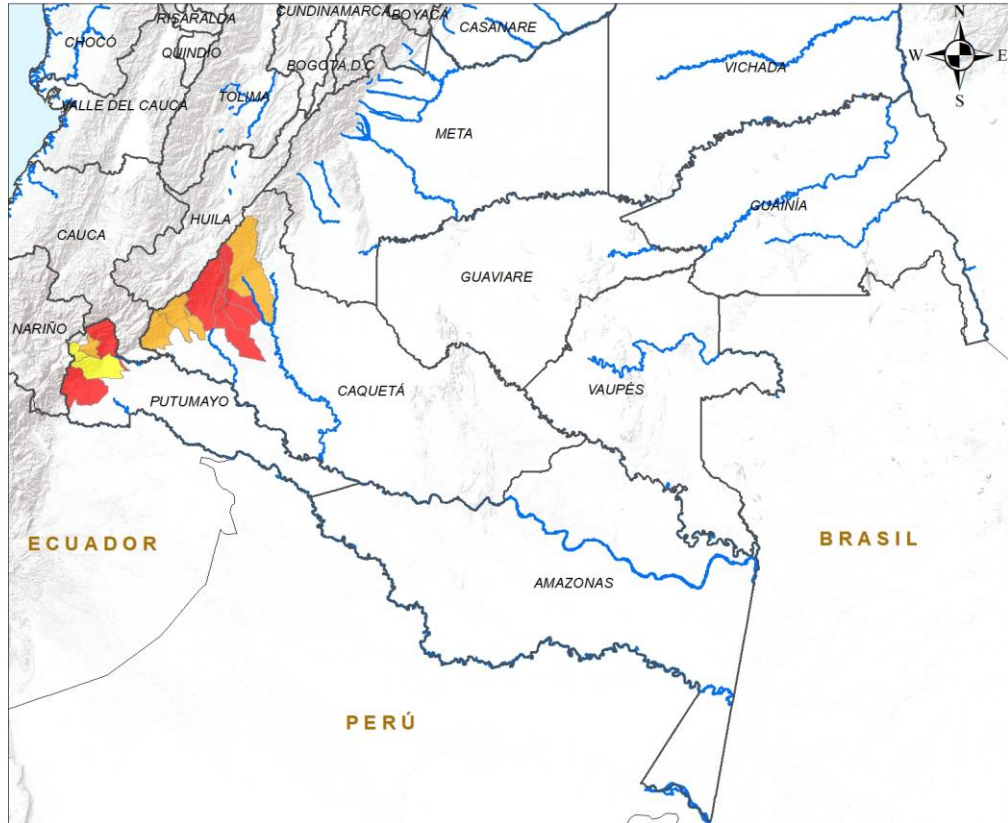 CUNDINAMARCA
BOYACÁ
RISARALDA
CASANARE
N
CHOCÓ
QUINDIO
BOGOTÁ D.C
W
E
VICHADA
S
VALLE DEL CAUCA
TOLIMA
META
GUAINÍA
HUILA
CAUCA
GUAVIARE
NARIÑO
CAQUETÁ
VAUPÉS
PUTUMAYO
ECUADOR
BRASIL
AMAZONAS
PERÚ